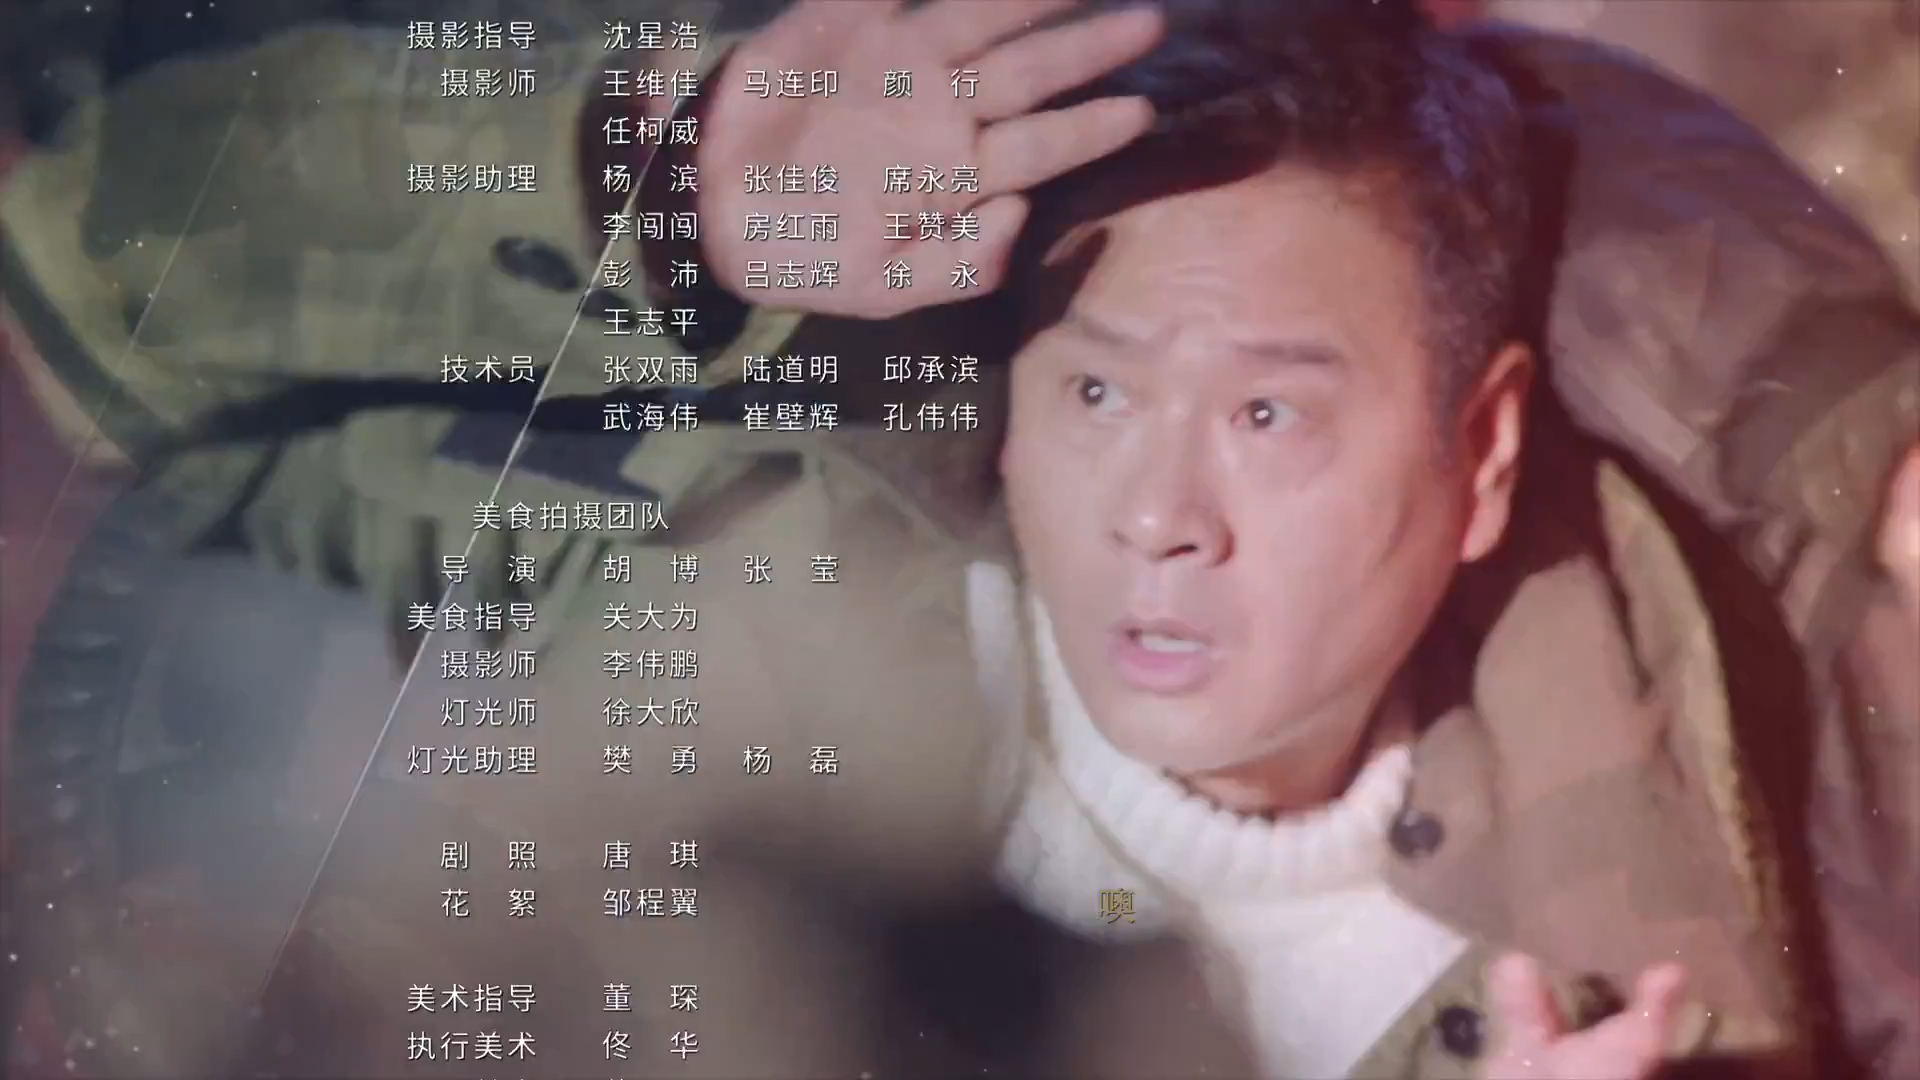 摄影指导 沈星浩
摄影师 王维佳 马连印 颜 行
任柯威
摄影助理 杨 滨 张佳俊 席永亮
李闯闯 房红雨 王赞美
彭 沛 吕志辉 徐 永
王志平
技术员 张双雨 陆道明 邱承滨
武海伟 崔壁辉 孔伟伟
美食拍摄团队
导 演 胡 博 张 莹
美食指导 关大为
摄影师 李伟鹏
灯光师 徐大欣
灯光助理 樊 勇 杨 磊
剧 照 唐 琪
花 絮 邹程翼
噢
美术指导 董 琛
执行美术 佟 华